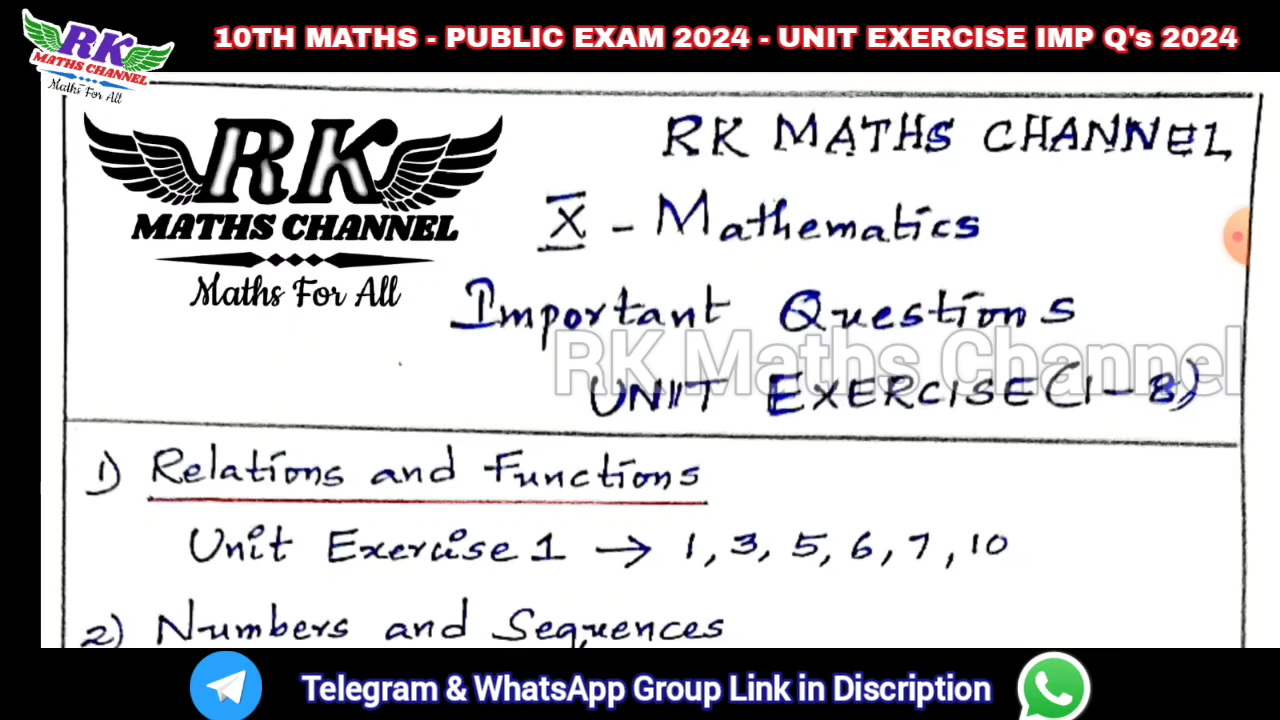 RK
MATHS CHANNEL
Maths For All
10TH MATHS - PUBLIC EXAM 2024 - UNIT EXERCISE IMP Q's 2024
RK
MATHS CHANNEL
Maths For All
RK MATHS CHANNEL
X - Mathematics
Important Questions
RK Maths Channel
UNIT EXERCISE (1-8)
1) Relations and Functions
Unit Exercise 1 → 1, 3, 5, 6, 7, 10
2) Numbers and Sequences
Telegram & WhatsApp Group Link in Discription